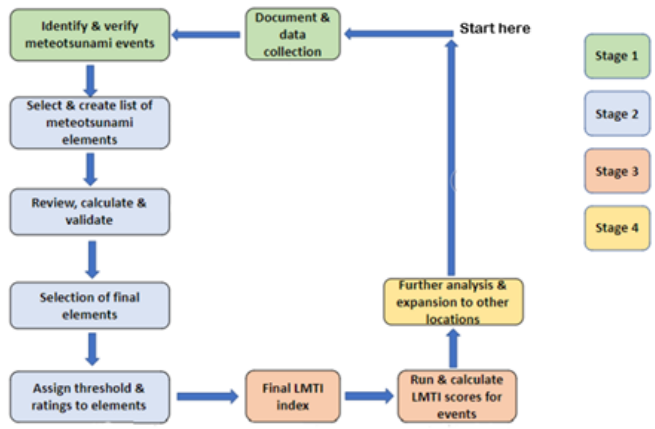 Start here
Document &
data
collection
Identify & verify
meteotsunami events
Select & create list of
meteotsunami
elements
Review, calculate &
validate
Selection of final
elements
Assign threshold &
ratings to elements
Final LMTI
index
Run & calculate
LMTI scores for
events
Further analysis &
expansion to other
locations
Stage 1
Stage 2
Stage 3
Stage 4